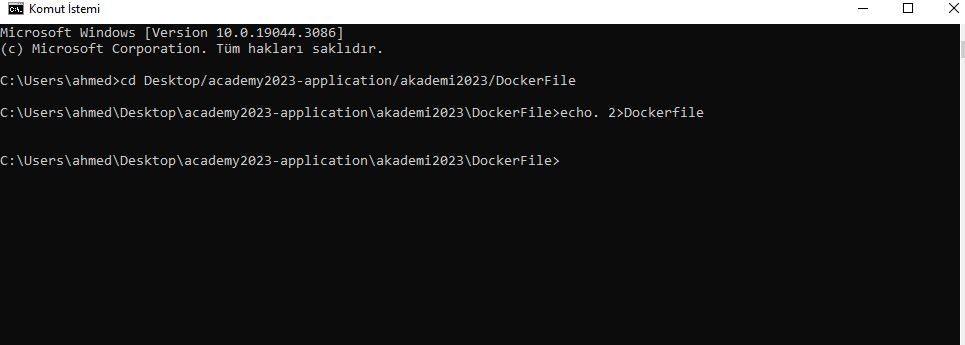 Komut İstemi
Microsoft Windows [Version 10.0.19044.3086]
(c) Microsoft Corporation. Tüm hakları saklıdır.
C:\Users\ahmed>cd Desktop/academy2023-application/akademi2023/DockerFile
C:\Users\ahmed\Desktop\academy2023-application\akademi2023\DockerFile>echo. 2>Dockerfile
C:\Users\ahmed\Desktop\academy2023-application\akademi2023\DockerFile>